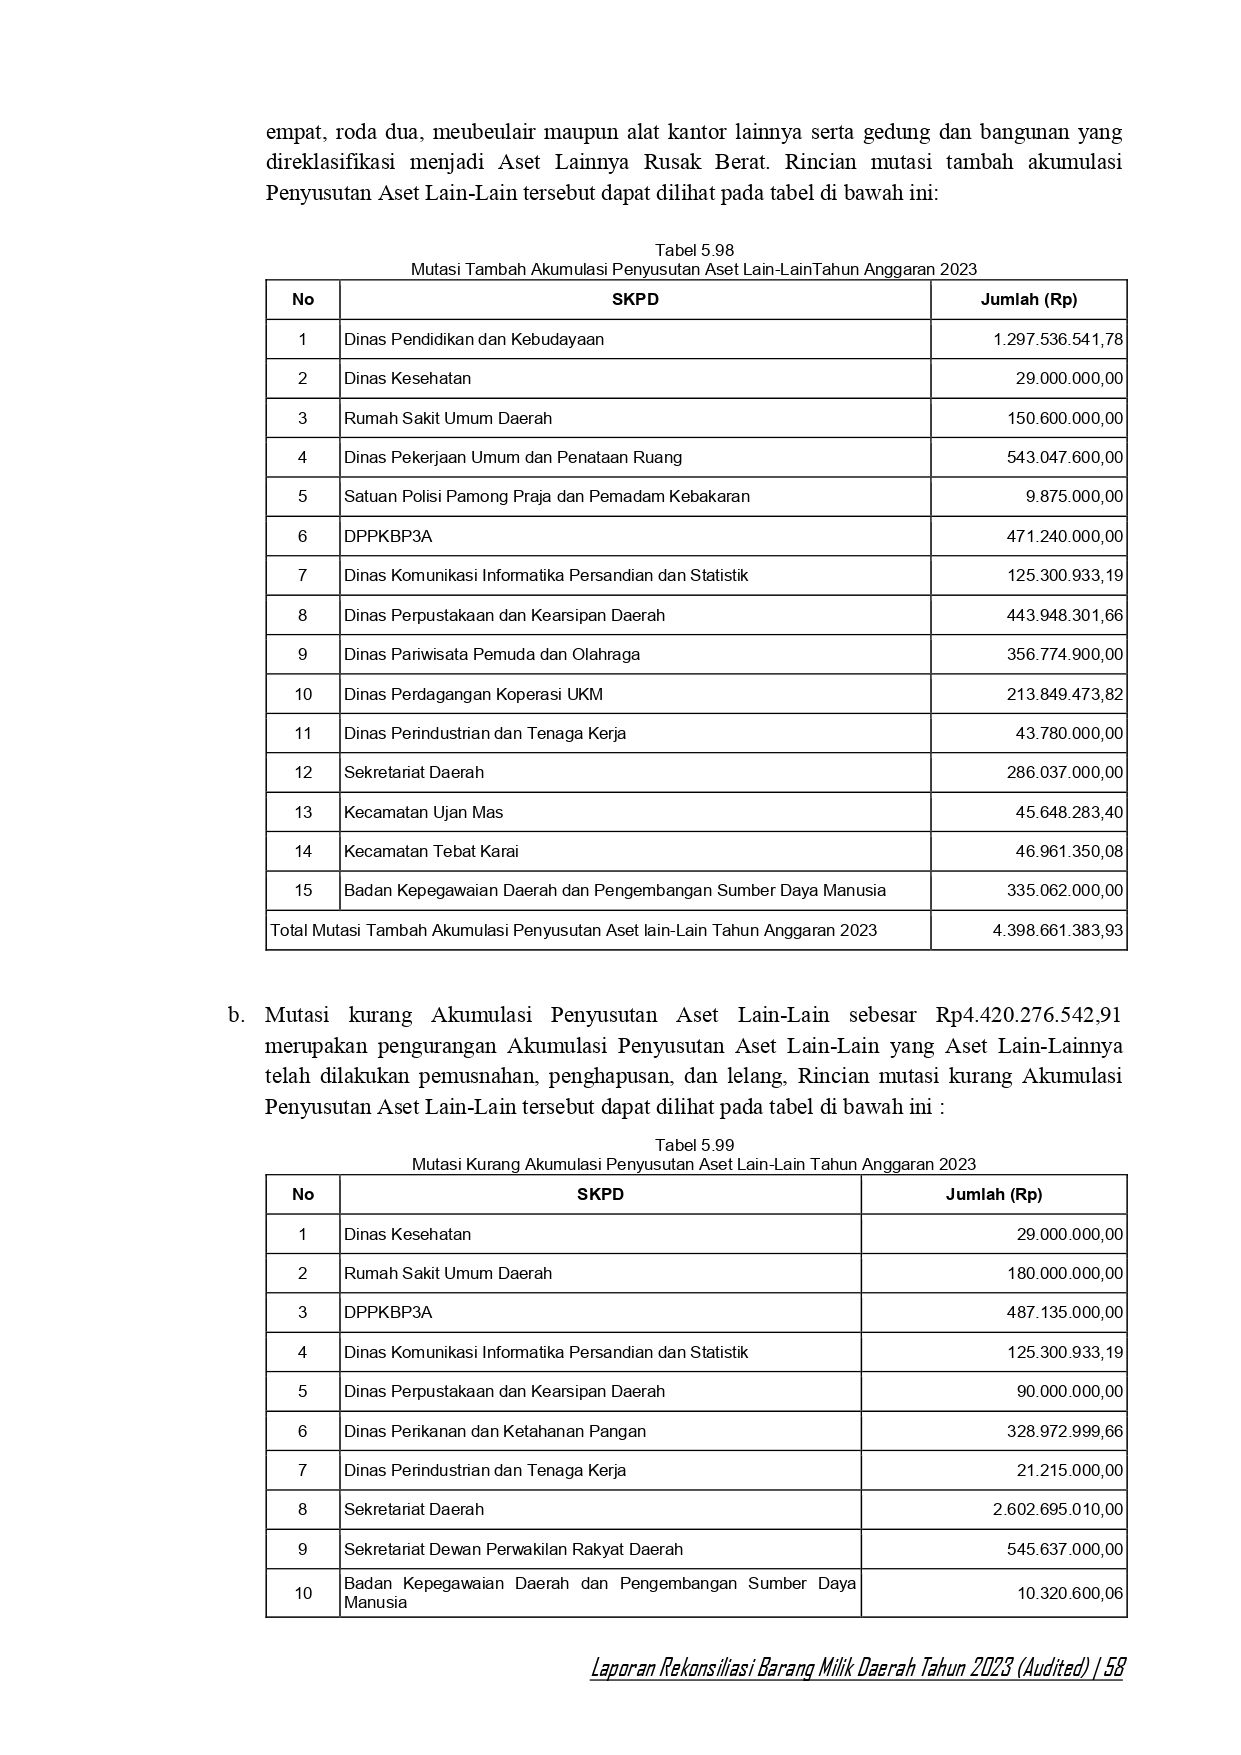 empat, roda dua, meubeulair maupun alat kantor lainnya serta gedung dan bangunan yang
direklasifikasi menjadi Aset Lainnya Rusak Berat. Rincian mutasi tambah akumulasi
Penyusutan Aset Lain-Lain tersebut dapat dilihat pada tabel di bawah ini:
Tabel 5.98
Mutasi Tambah Akumulasi Penyusutan Aset Lain-LainTahun Anggaran 2023
No SKPD Jumlah (Rp)
1 Dinas Pendidikan dan Kebudayaan 1.297.536.541,78
2 Dinas Kesehatan 29.000.000,00
3 Rumah Sakit Umum Daerah 150.600.000,00
4 Dinas Pekerjaan Umum dan Penataan Ruang 543.047.600,00
5 Satuan Polisi Pamong Praja dan Pemadam Kebakaran 9.875.000,00
6 DPPKBP3A 471.240.000,00
7 Dinas Komunikasi Informatika Persandian dan Statistik 125.300.933,19
8 Dinas Perpustakaan dan Kearsipan Daerah 443.948.301,66
9 Dinas Pariwisata Pemuda dan Olahraga 356.774.900,00
10 Dinas Perdagangan Koperasi UKM 213.849.473,82
11 Dinas Perindustrian dan Tenaga Kerja 43.780.000,00
12 Sekretariat Daerah 286.037.000,00
13 Kecamatan Ujan Mas 45.648.283,40
14 Kecamatan Tebat Karai 46.961.350,08
15 Badan Kepegawaian Daerah dan Pengembangan Sumber Daya Manusia 335.062.000,00
Total Mutasi Tambah Akumulasi Penyusutan Aset lain-Lain Tahun Anggaran 2023 4.398.661.383,93
b. Mutasi kurang Akumulasi Penyusutan Aset Lain-Lain sebesar Rp4.420.276.542,91
merupakan pengurangan Akumulasi Penyusutan Aset Lain-Lain yang Aset Lain-Lainnya
telah dilakukan pemusnahan, penghapusan, dan lelang, Rincian mutasi kurang Akumulasi
Penyusutan Aset Lain-Lain tersebut dapat dilihat pada tabel di bawah ini :
Tabel 5.99
Mutasi Kurang Akumulasi Penyusutan Aset Lain-Lain Tahun Anggaran 2023
No SKPD Jumlah (Rp)
1 Dinas Kesehatan 29.000.000,00
2 Rumah Sakit Umum Daerah 180.000.000,00
3 DPPKBP3A 487.135.000,00
4 Dinas Komunikasi Informatika Persandian dan Statistik 125.300.933,19
5 Dinas Perpustakaan dan Kearsipan Daerah 90.000.000,00
6 Dinas Perikanan dan Ketahanan Pangan 328.972.999,66
7 Dinas Perindustrian dan Tenaga Kerja 21.215.000,00
8 Sekretariat Daerah 2.602.695.010,00
9 Sekretariat Dewan Perwakilan Rakyat Daerah 545.637.000,00
10 Badan Kepegawaian Daerah dan Pengembangan Sumber Daya
Manusia 10.320.600,06
Laporan Rekonsiliasi Barang Milik Daerah Tahun 2023 (Audited) | 58